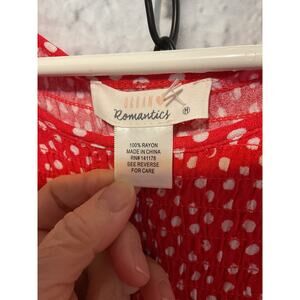 URBAN
Romantics
M
100% RAYON
MADE IN CHINA
RN# 141178
SEE REVERSE
FOR CARE